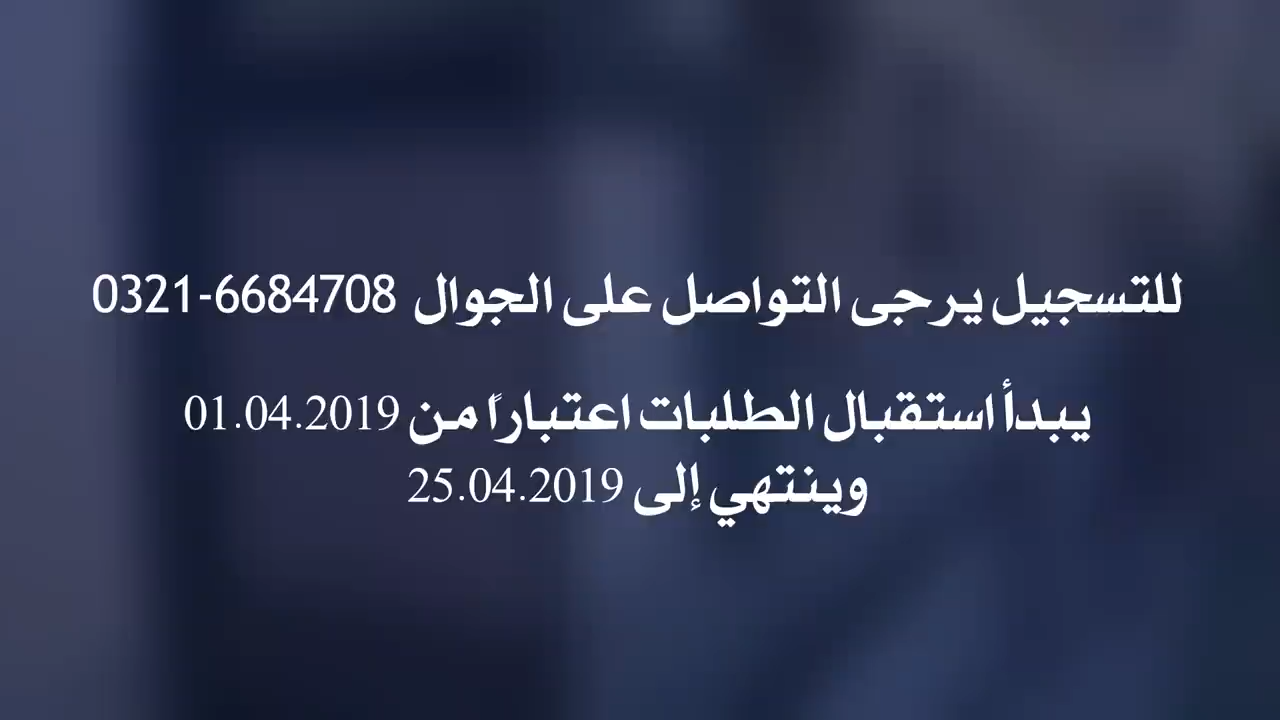 للتسجيل يرجى التواصل على الجوال 0321-6684708
يبدأ استقبال الطلبات اعتباراً من 01.04.2019
وينتهي إلى 25.04.2019